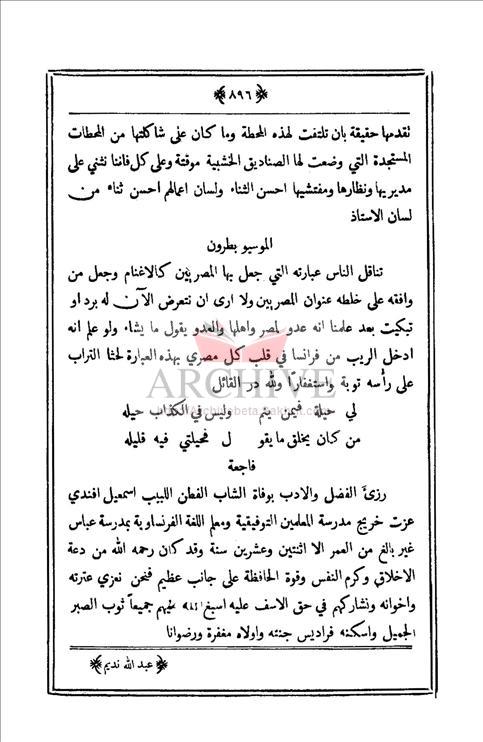 ﴿ ٨٩٦ ﴾
تقدمها حقيقة بان تلتفت لهذه المحطة وما كان على شاكلتها من المحطات
المستجدة التي وضعت لها الصناديق الخشبية موقتة وعلى كل فاننا نثني على
مديريها ونظارها ومفتشيها احسن الثناء ولسان اعمالهم احسن ثناء من
لسان الاستاذ
الموسيو بطرون
تناقل الناس عبارته التي جعل بها المصريين كالاغنام وجعل من
وافقه على خلطه عنوان المصريين ولا ارى ان نتعرض الآن له برد او
تبكيت بعد علمنا انه عدو لمصر واهلها والعدو يقول ما يشاء ولو علم انه
ادخل الريب من فرانسا في قلب كل مصري بهذه العبارة لحثا التراب
على رأسه توبة واستغفارا ولله در القائل
لي حيلة فيمن ينم وليس في الكذاب حيله
من كان يخلق ما يقو ل فحيلتي فيه قليله
فاجعة
رزئ الفضل والادب بوفاة الشاب الفطن اللبيب اسمعيل افندي
عزت خريج مدرسة المعلمين التوفيقية ومعلم اللغة الفرنساوية بمدرسة عباس
غير بالغ من العمر الا اثنتين وعشرين سنة وقد كان رحمه الله من دعة
الاخلاق وكرم النفس وقوة الحافظة على جانب عظيم فنحن نعزي عترته
واخوانه ونشاركهم في حق الاسف عليه اسبغ الله عليهم جميعاً ثوب الصبر
الجميل واسكنه فراديس جنته واولاه مغفرة ورضوانا
﴿ عبد الله نديم ﴾
ARCHIVE